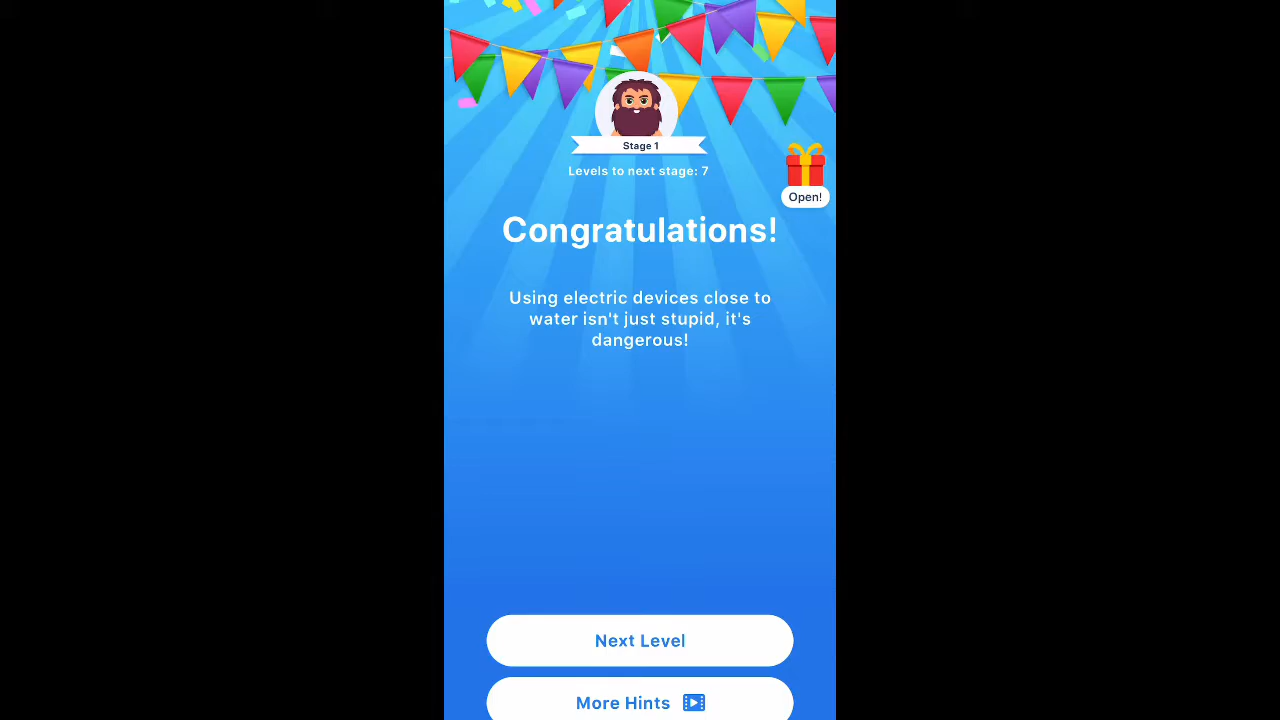 Stage 1
Levels to next stage: 7
Open!
Congratulations!
Using electric devices close to
water isn't just stupid, it's
dangerous!
Next Level
More Hints